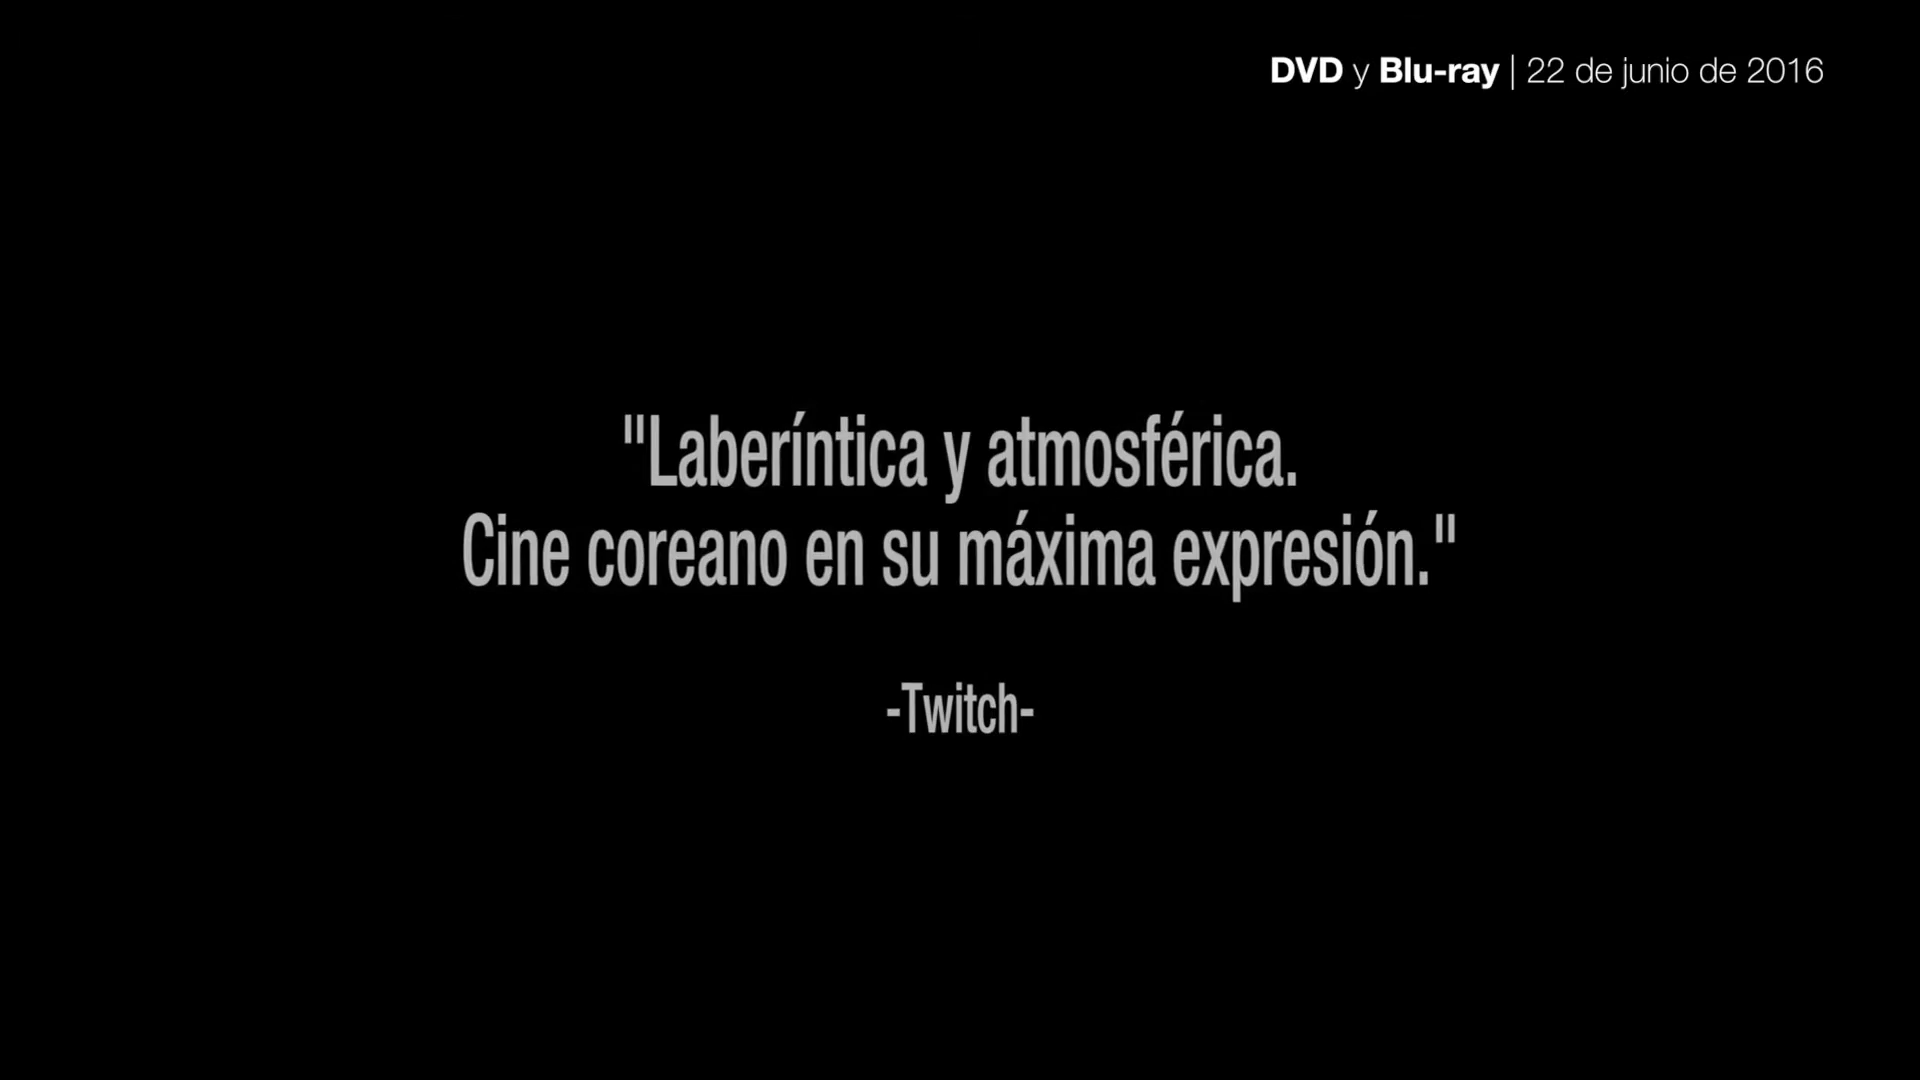 DVD y Blu-ray | 22 de junio de 2016
"Laberíntica y atmosférica.
Cine coreano en su máxima expresión."
-Twitch-